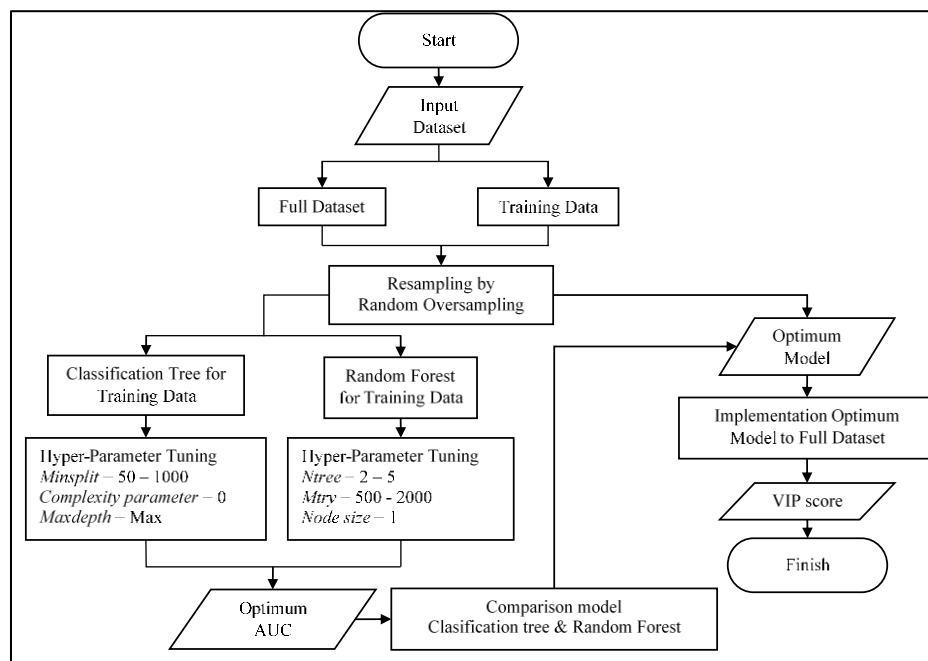 Start
Input
Dataset
Full Dataset
Training Data
Resampling by
Random Oversampling
Classification Tree for
Training Data
Random Forest
for Training Data
Optimum
Model
Hyper-Parameter Tuning
Minsplit – 50 – 1000
Complexity parameter – 0
Maxdepth – Max
Hyper-Parameter Tuning
Ntree – 2 – 5
Mtry – 500 - 2000
Node size – 1
Implementation Optimum
Model to Full Dataset
VIP score
Finish
Optimum
AUC
Comparison model
Clasification tree & Random Forest